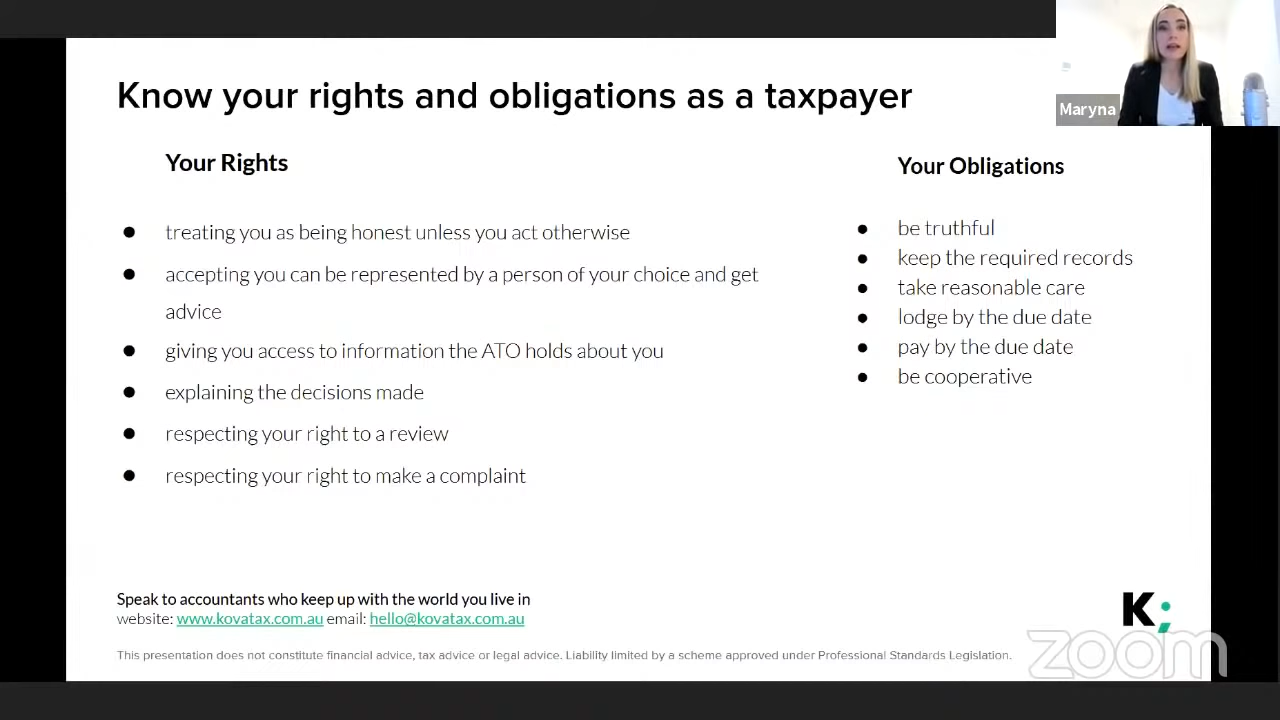 Know your rights and obligations as a taxpayer
Maryna
Your Rights
● treating you as being honest unless you act otherwise
● accepting you can be represented by a person of your choice and get
advice
● giving you access to information the ATO holds about you
● explaining the decisions made
● respecting your right to a review
● respecting your right to make a complaint
Your Obligations
● be truthful
● keep the required records
● take reasonable care
● lodge by the due date
● pay by the due date
● be cooperative
Speak to accountants who keep up with the world you live in
website: www.kovatax.com.au email: hello@kovatax.com.au
K;
This presentation does not constitute financial advice, tax advice or legal advice. Liability limited by a scheme approved under Professional Standards Legislation.
zoom